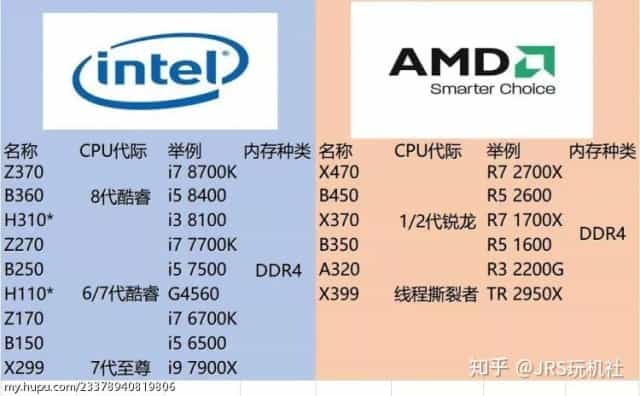 intel
AMD
Smarter Choice
名称 CPU代际 举例 内存种类 名称 CPU代际 举例 内存种类
Z370 i7 8700K X470 R7 2700X
B360 8代酷睿 i5 8400 B450 R5 2600
H310* i3 8100 X370 1/2代锐龙 R7 1700X
Z270 i7 7700K B350 R5 1600 DDR4
B250 i5 7500 DDR4 A320 R3 2200G
H110* 6/7代酷睿 G4560 X399 线程撕裂者 TR 2950X
Z170 i7 6700K
B150 i5 6500
X299 7代至尊 i9 7900X
知乎 @JRS玩机社
my.hupu.com/23378940819806